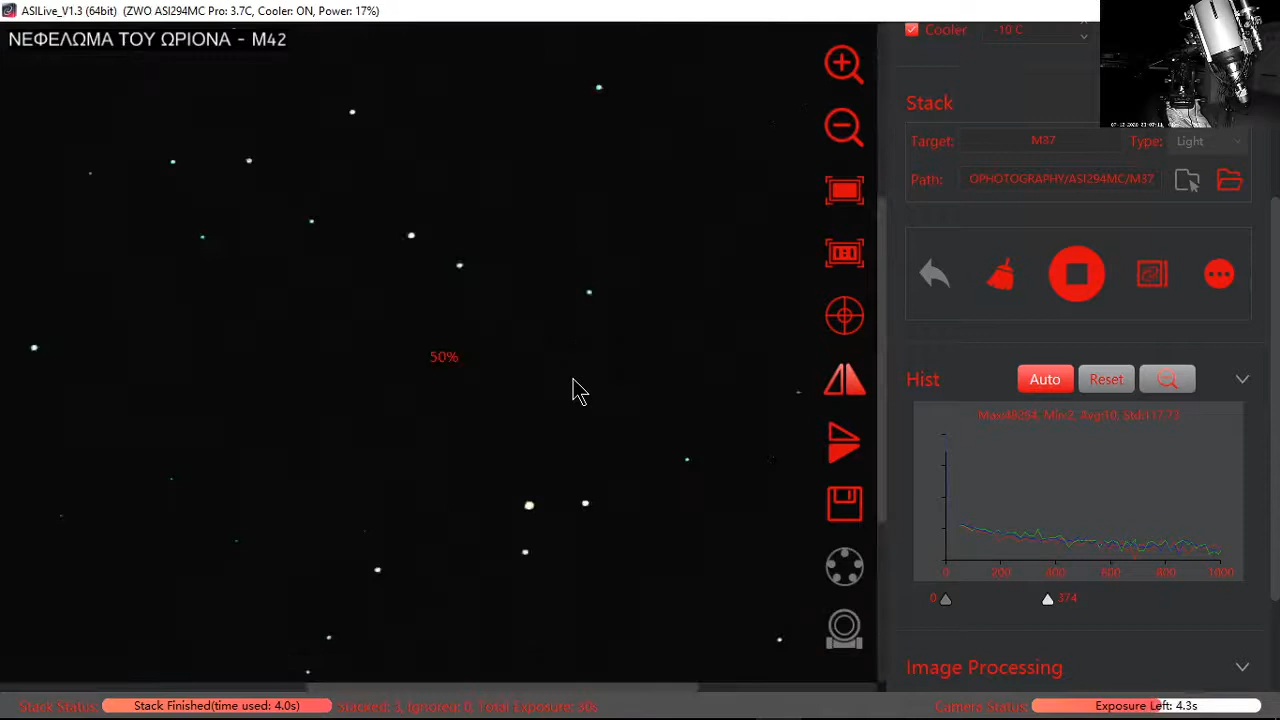 ASILive_V1.3 (64bit)  (ZWO ASI294MC Pro: 3.7C, Cooler: ON, Power: 17%)
ΝΕΦΕΛΩΜΑ ΤΟΥ ΩΡΙΟΝΑ - M42
Cooler -10 C
Stack
Target: M37 Type: Light
Path: OPHOTOGRAPHY/ASI294MC/M37
50%
Hist Auto Reset
Max:48294, Min:2, Avg:10, Std:117.72
0 200 400 600 800 1000
0 374
Image Processing
Stack Status: Stack Finished(time used: 4.0s) Stacked: 3, Ignored: 0, Total Exposure: 30s
Camera Status: Exposure Left: 4.3s